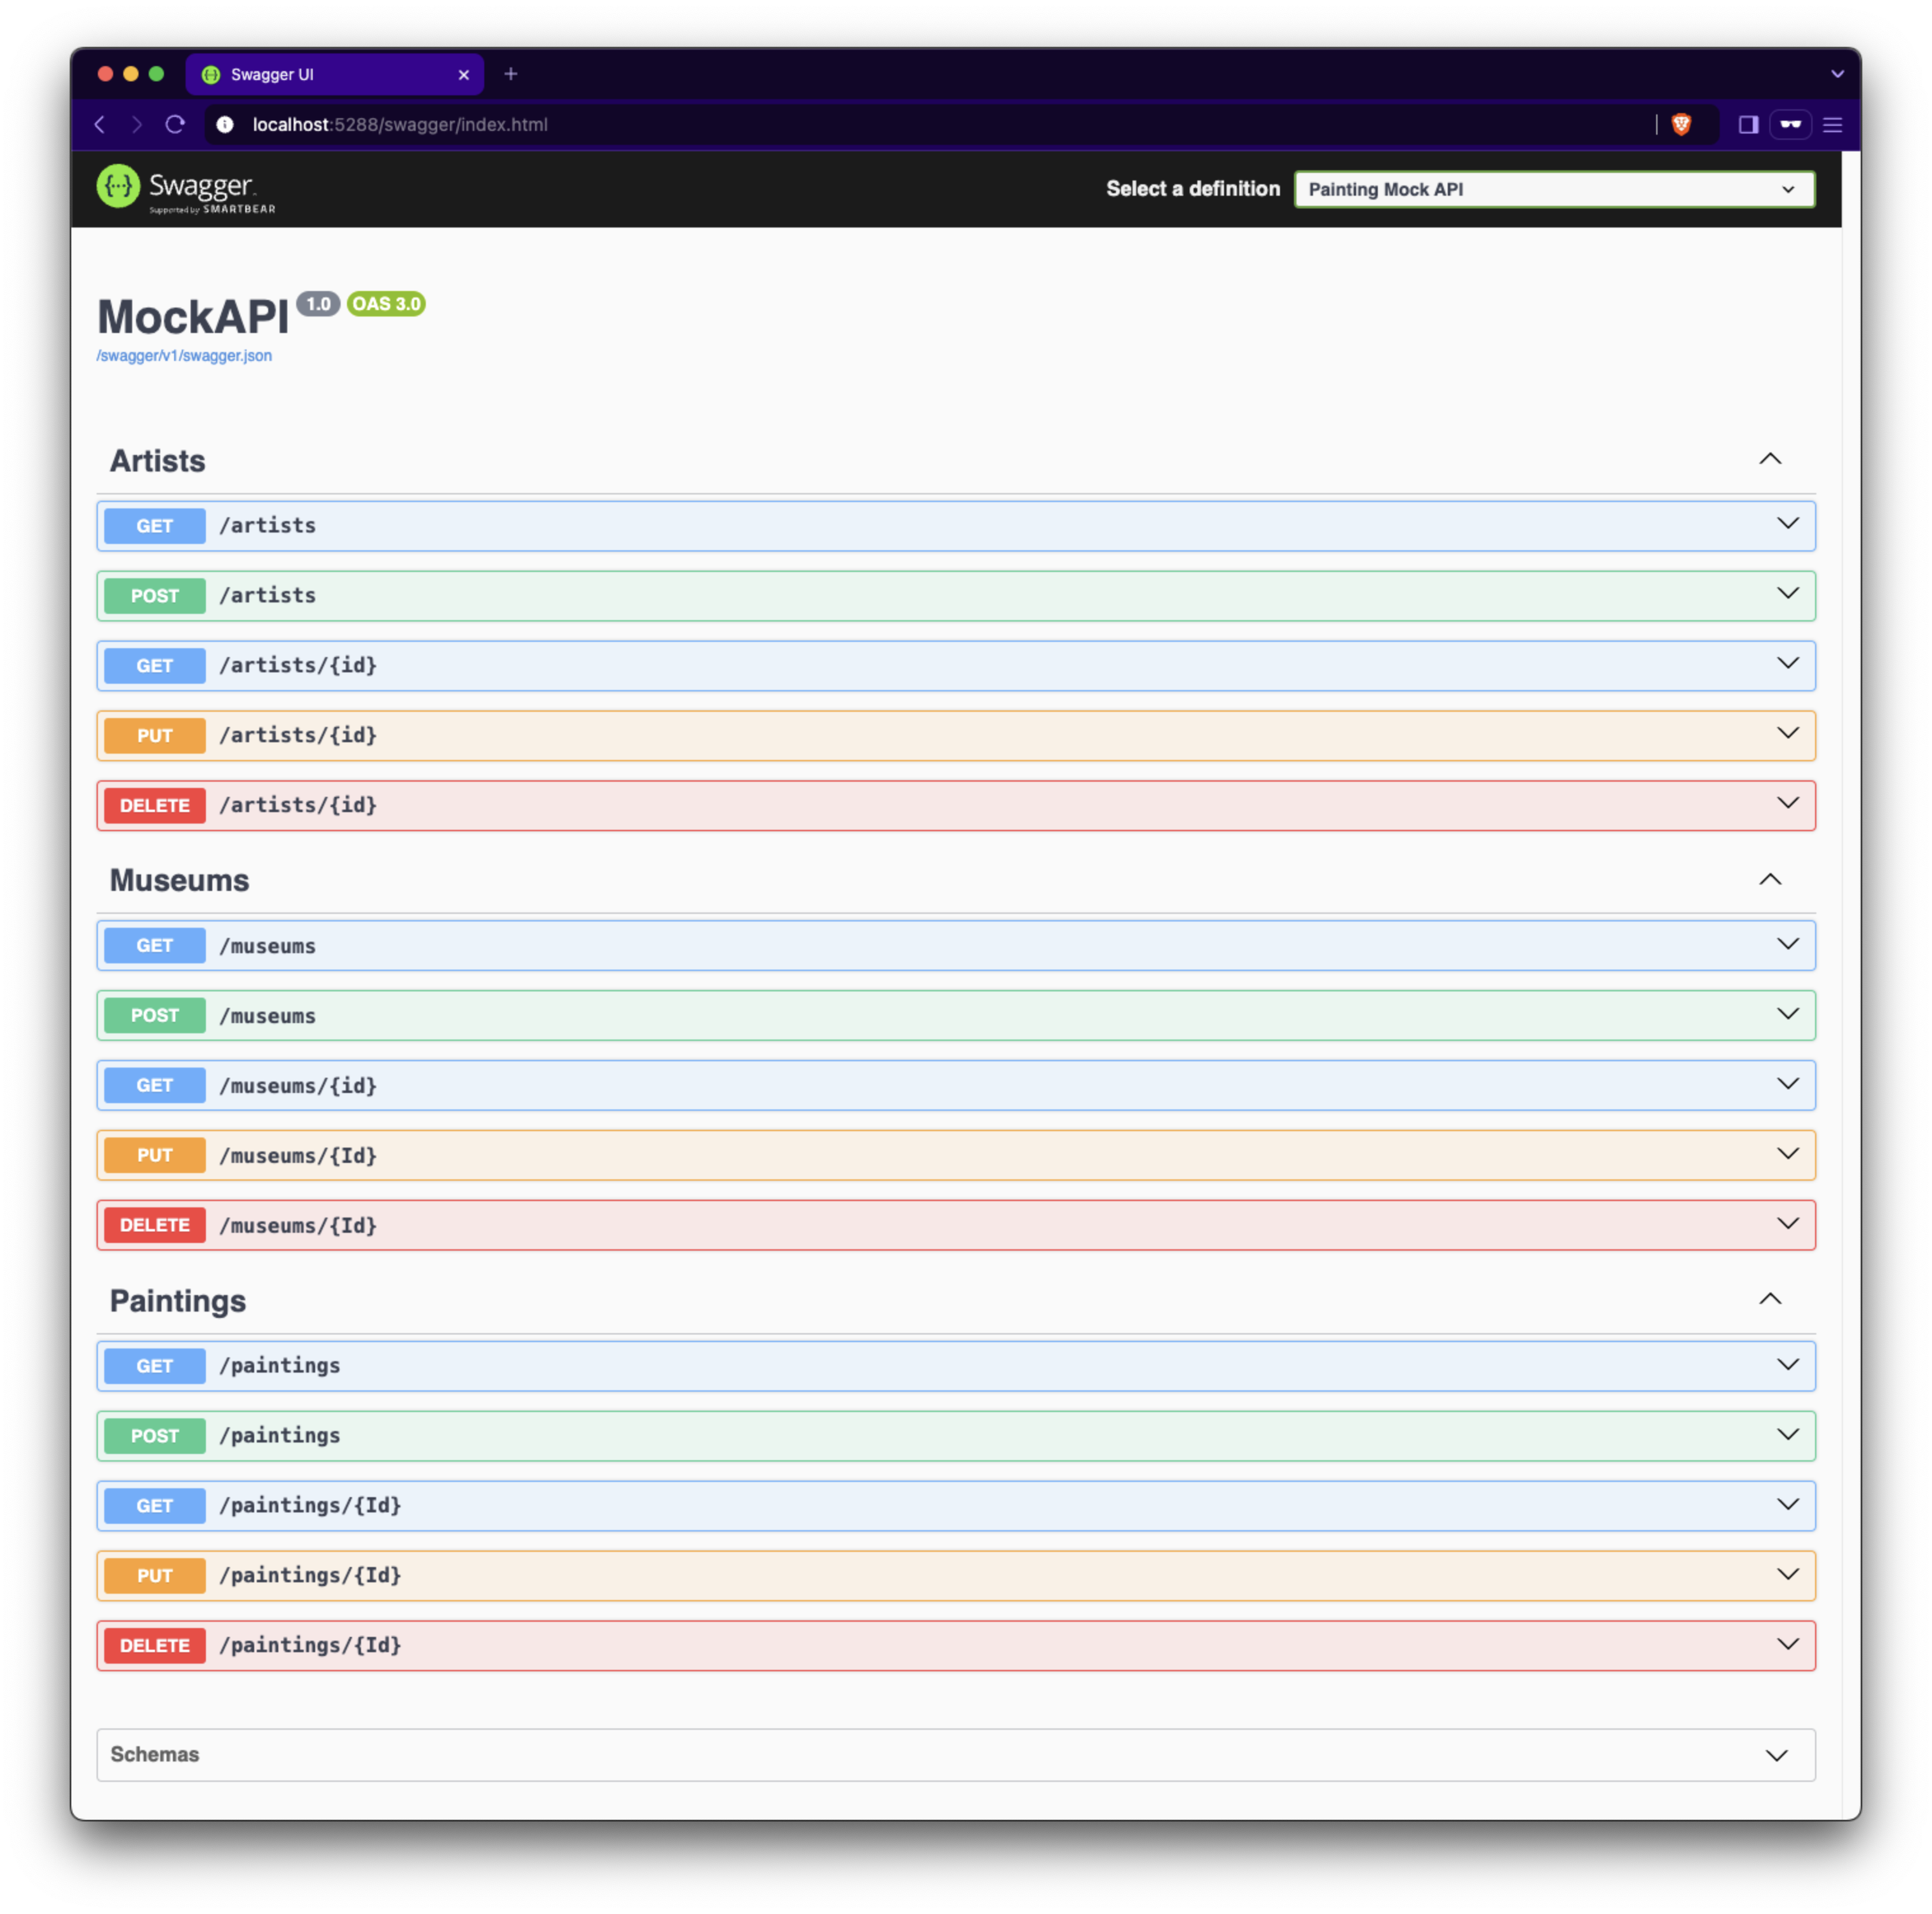 Swagger UI
localhost:5288/swagger/index.html
Swagger
Supported by SMARTBEAR
Select a definition
Painting Mock API
MockAPI 1.0 OAS 3.0
/swagger/v1/swagger.json
Artists
GET /artists
POST /artists
GET /artists/{id}
PUT /artists/{id}
DELETE /artists/{id}
Museums
GET /museums
POST /museums
GET /museums/{id}
PUT /museums/{Id}
DELETE /museums/{Id}
Paintings
GET /paintings
POST /paintings
GET /paintings/{Id}
PUT /paintings/{Id}
DELETE /paintings/{Id}
Schemas